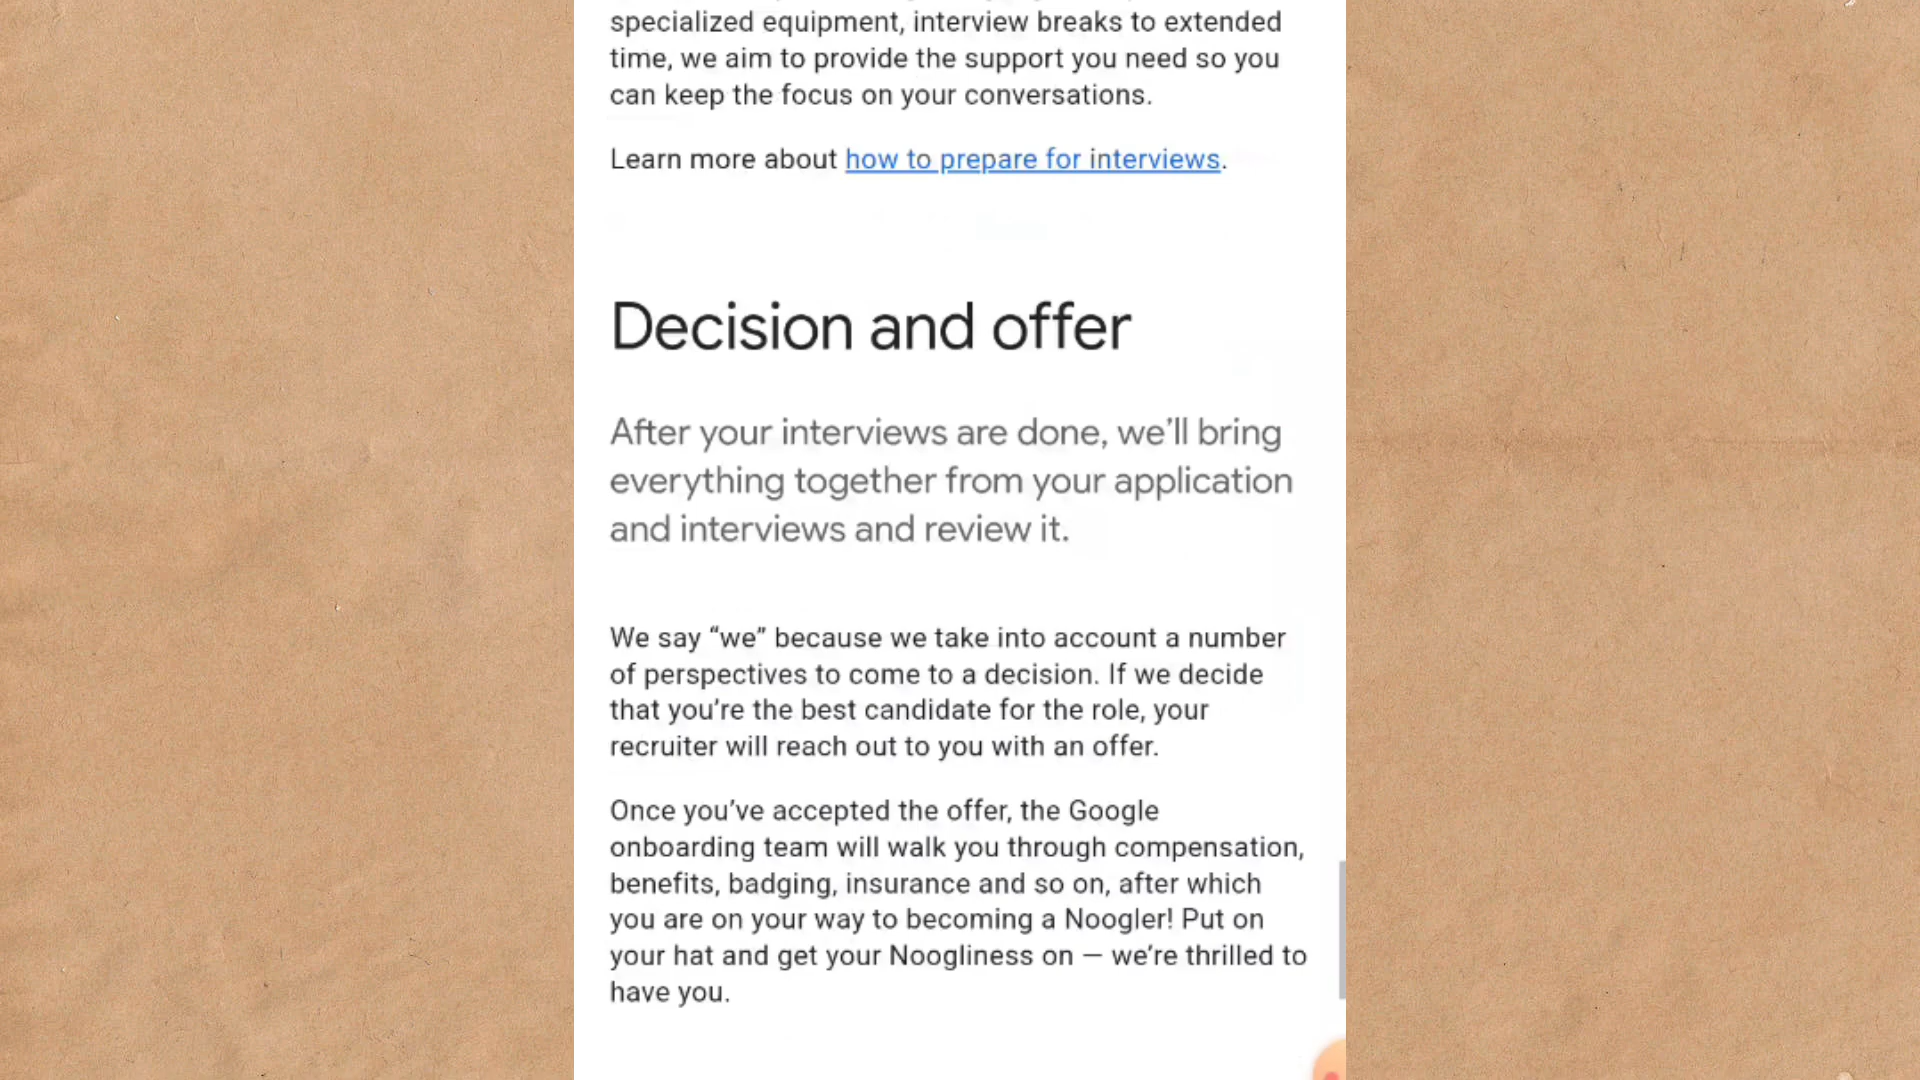 specialized equipment, interview breaks to extended
time, we aim to provide the support you need so you
can keep the focus on your conversations.
Learn more about how to prepare for interviews.
Decision and offer
After your interviews are done, we’ll bring
everything together from your application
and interviews and review it.
We say “we” because we take into account a number
of perspectives to come to a decision. If we decide
that you’re the best candidate for the role, your
recruiter will reach out to you with an offer.
Once you’ve accepted the offer, the Google
onboarding team will walk you through compensation,
benefits, badging, insurance and so on, after which
you are on your way to becoming a Noogler! Put on
your hat and get your Noogliness on — we’re thrilled to
have you.